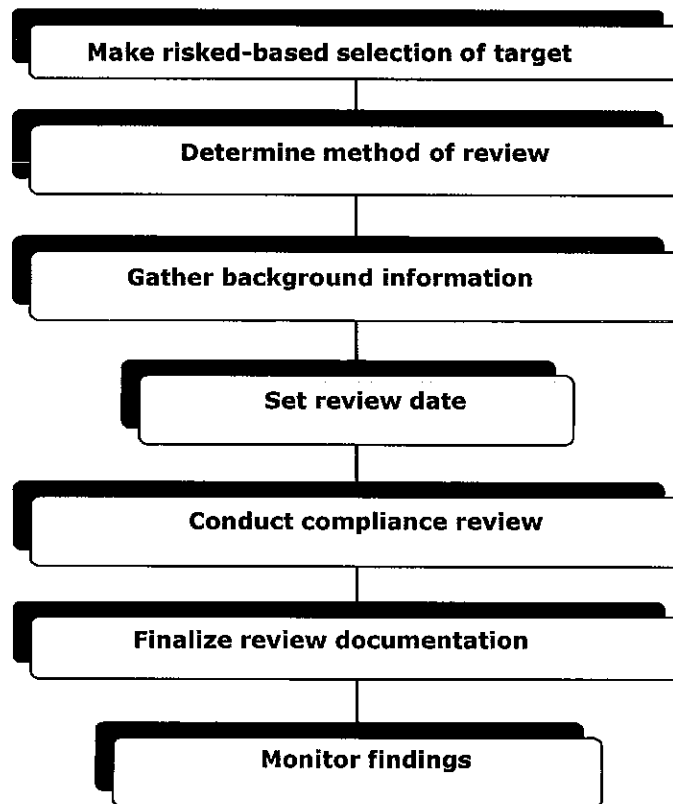 Make risked-based selection of target
Determine method of review
Gather background information
Set review date
Conduct compliance review
Finalize review documentation
Monitor findings